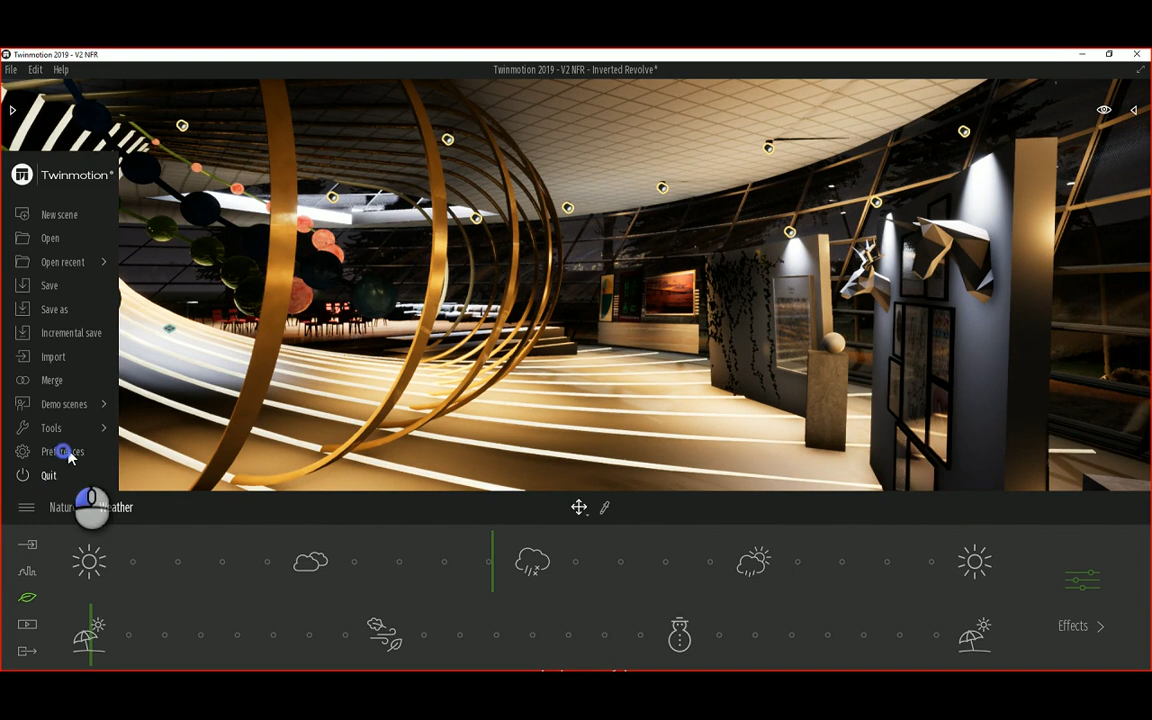 Twinmotion 2019 - V2 NFR
File Edit Help
Twinmotion 2019 - V2 NFR - Inverted Revolve*
Twinmotion®
New scene
Open
Open recent
Save
Save as
Incremental save
Import
Merge
Demo scenes
Tools
Preferences
Quit
Effects